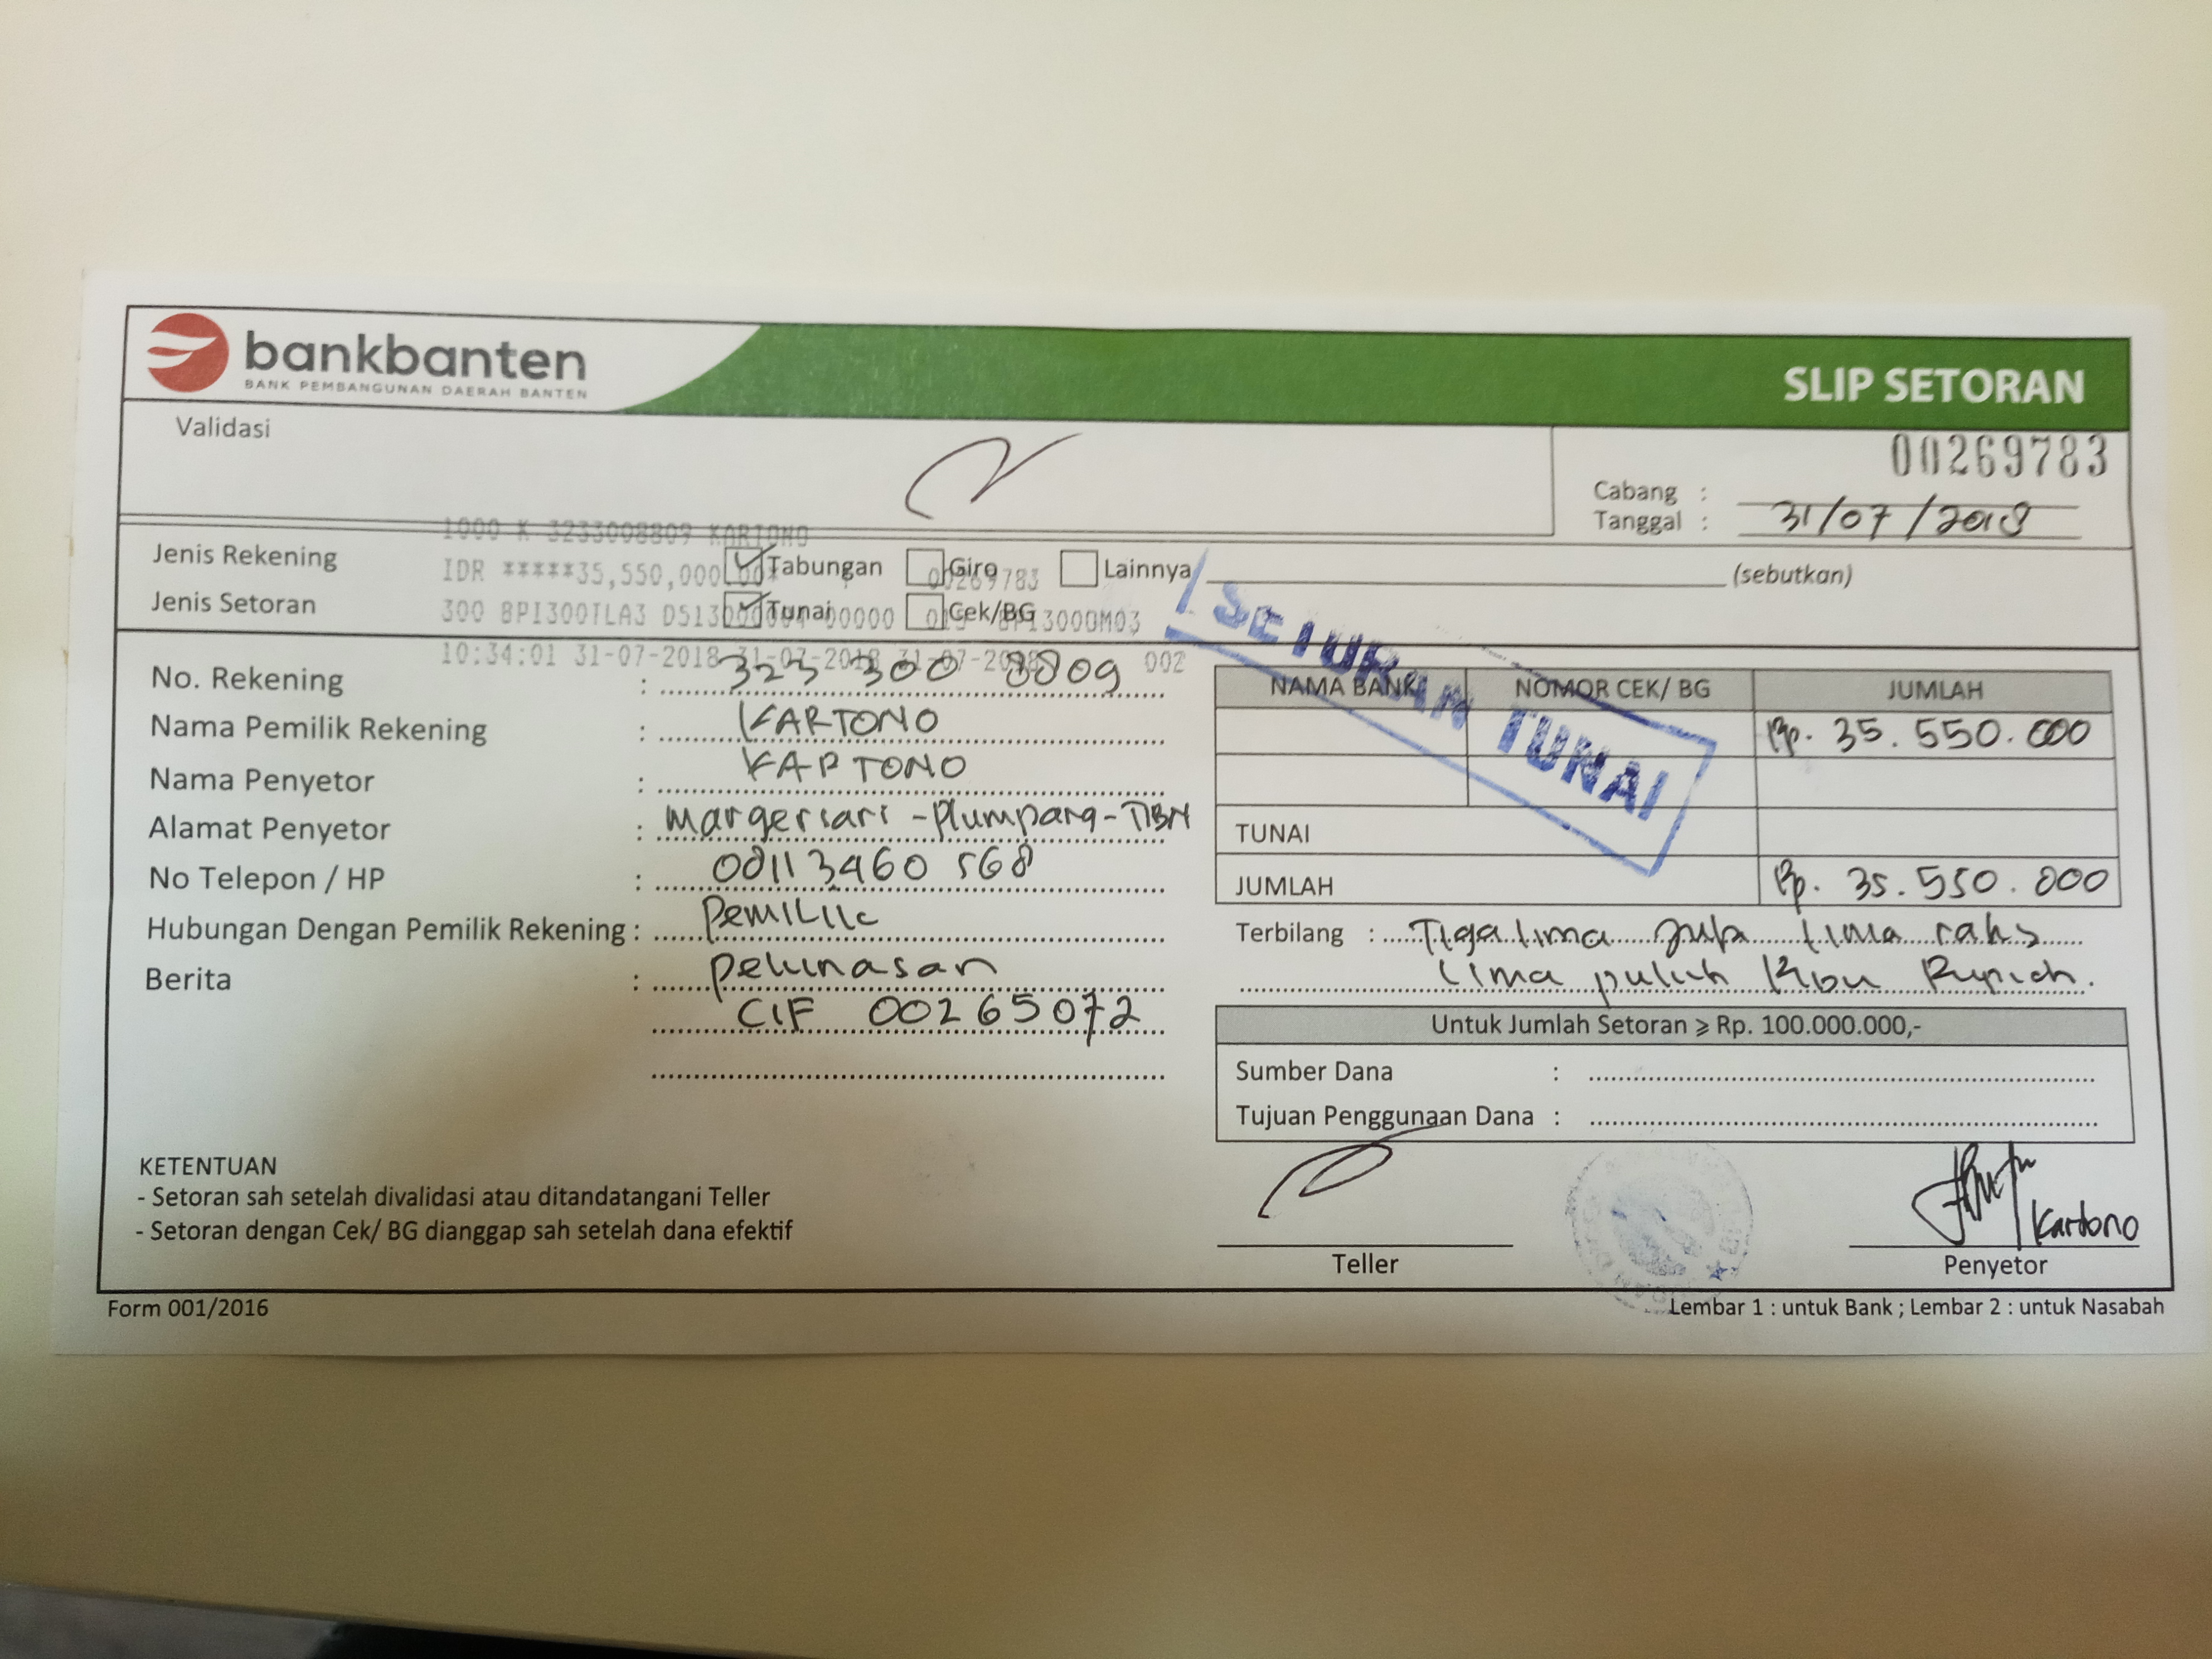 bankbanten
BANK PEMBANGUNAN DAERAH BANTEN
SLIP SETORAN
Validasi
00269783
Cabang :
Tanggal : 31/07/2018
1000 K 3233008809 KARTONO
Jenis Rekening
Tabungan Giro Lainnya (sebutkan)
IDR *****35,550,000.00* 00269783
Jenis Setoran
Tunai Cek/BG
300 BPI300TLA3 00000 BPI3000M03
10:34:01 31-07-2018 31-07-2018 31-07-2018 002
SETORAN TUNAI
No. Rekening : 323 300 8809
Nama Pemilik Rekening : KARTONO
Nama Penyetor : KARTONO
Alamat Penyetor : Margersari - Plumpang - TBN
No Telepon / HP : 08113460 568
Hubungan Dengan Pemilik Rekening : Pemilik
Berita : pelunasan
CIF 00265072
NAMA BANK NOMOR CEK/ BG JUMLAH
Rp. 35.550.000
TUNAI
JUMLAH Rp. 35.550.000
Terbilang : Tiga lima juta lima ratus
lima puluh Ribu Rupiah.
Untuk Jumlah Setoran ⩾ Rp. 100.000.000,-
Sumber Dana :
Tujuan Penggunaan Dana :
KETENTUAN
- Setoran sah setelah divalidasi atau ditandatangani Teller
- Setoran dengan Cek/ BG dianggap sah setelah dana efektif
Kartono
Teller
Penyetor
Form 001/2016
Lembar 1 : untuk Bank ; Lembar 2 : untuk Nasabah